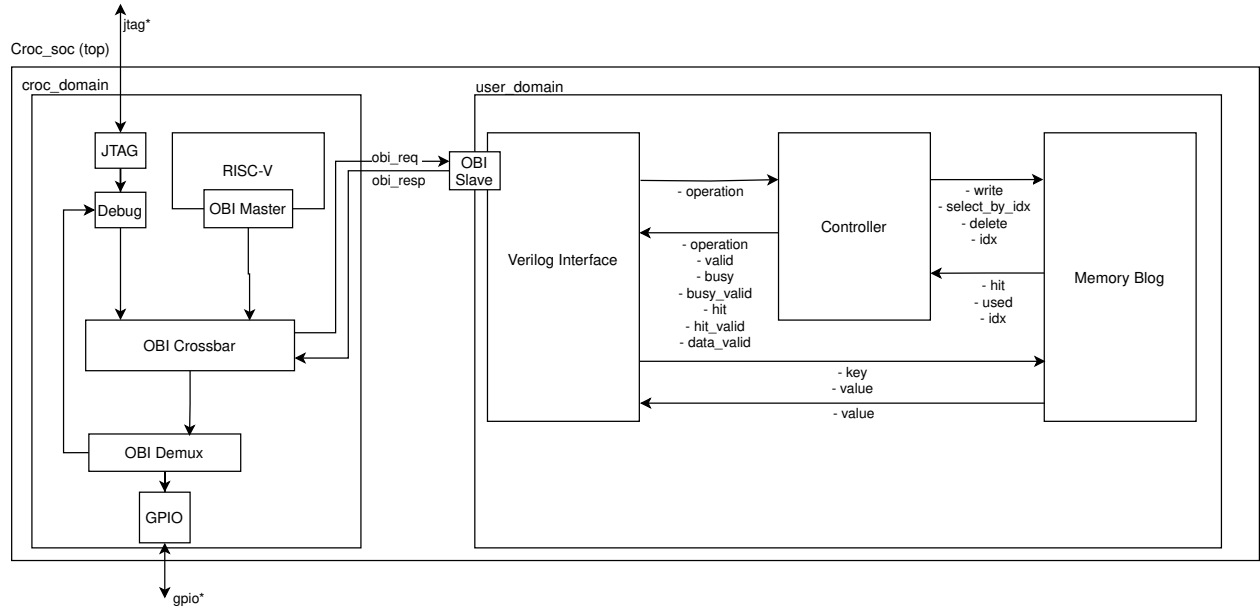 jtag*
Croc_soc (top)
croc_domain
user_domain
JTAG
RISC-V
OBI Master
Debug
obi_req
obi_resp
OBI
Slave
Verilog Interface
- operation
Controller
- write
- select_by_idx
- delete
- idx
- operation
- valid
- busy
- busy_valid
- hit
- hit_valid
- data_valid
Memory Blog
- hit
- used
- idx
- key
- value
- value
OBI Crossbar
OBI Demux
GPIO
gpio*